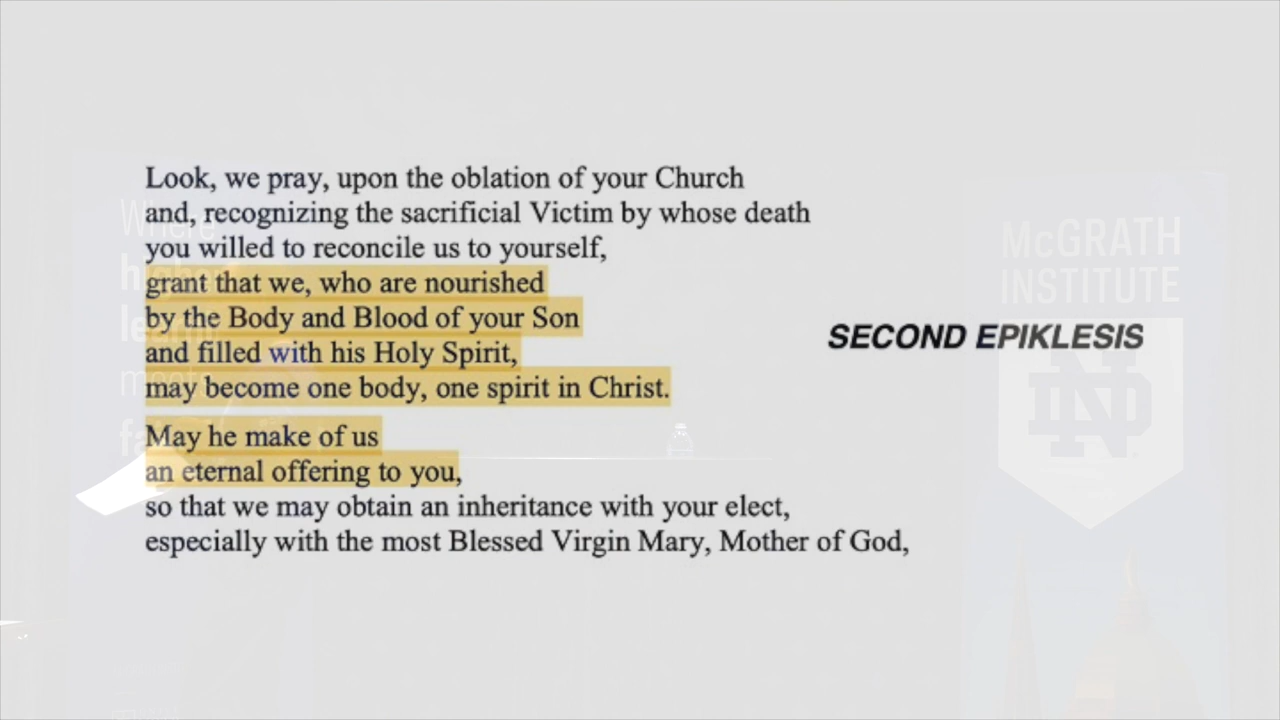 Look, we pray, upon the oblation of your Church
and, recognizing the sacrificial Victim by whose death
you willed to reconcile us to yourself,
grant that we, who are nourished
by the Body and Blood of your Son
and filled with his Holy Spirit,
may become one body, one spirit in Christ.
May he make of us
an eternal offering to you,
so that we may obtain an inheritance with your elect,
especially with the most Blessed Virgin Mary, Mother of God,
SECOND EPIKLESIS
Where
higher
meets
McGRATH
INSTITUTE
ND